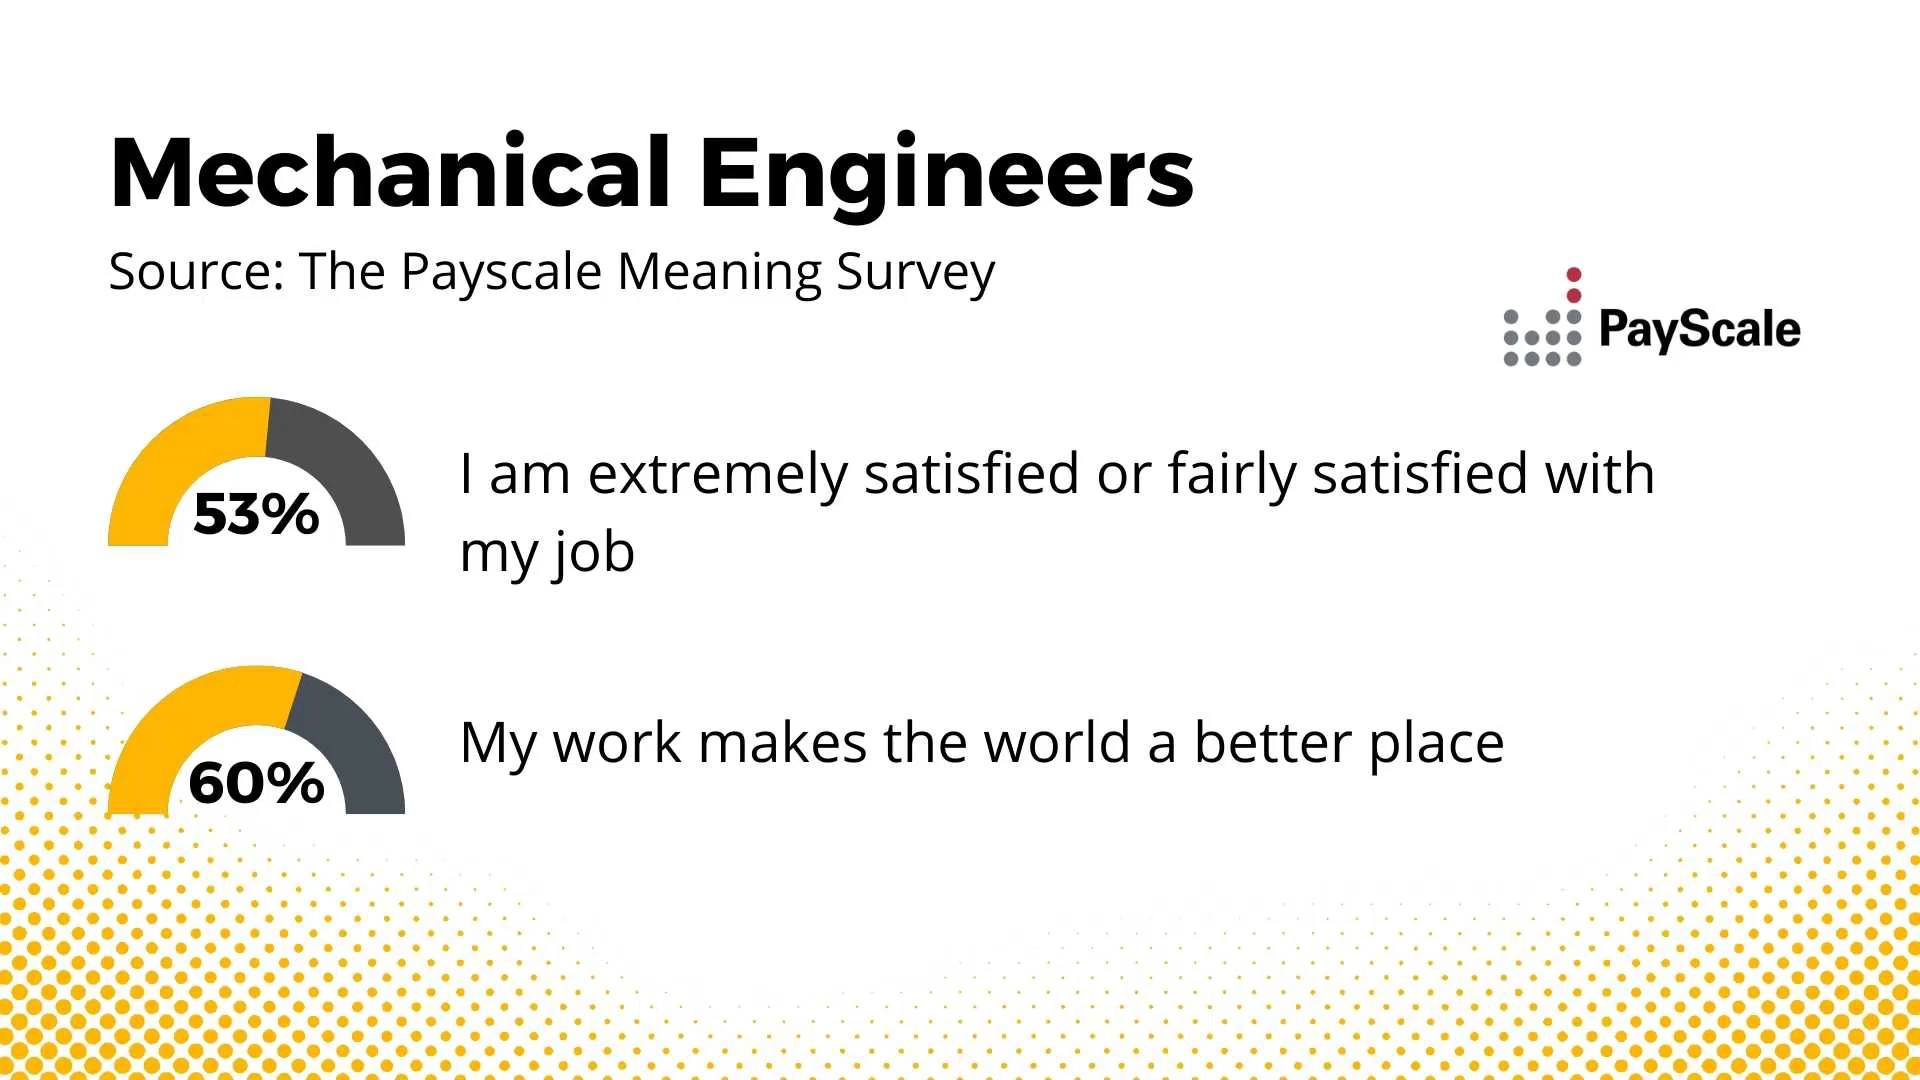 Mechanical Engineers
Source: The Payscale Meaning Survey
PayScale
53%
I am extremely satisfied or fairly satisfied with
my job
60%
My work makes the world a better place